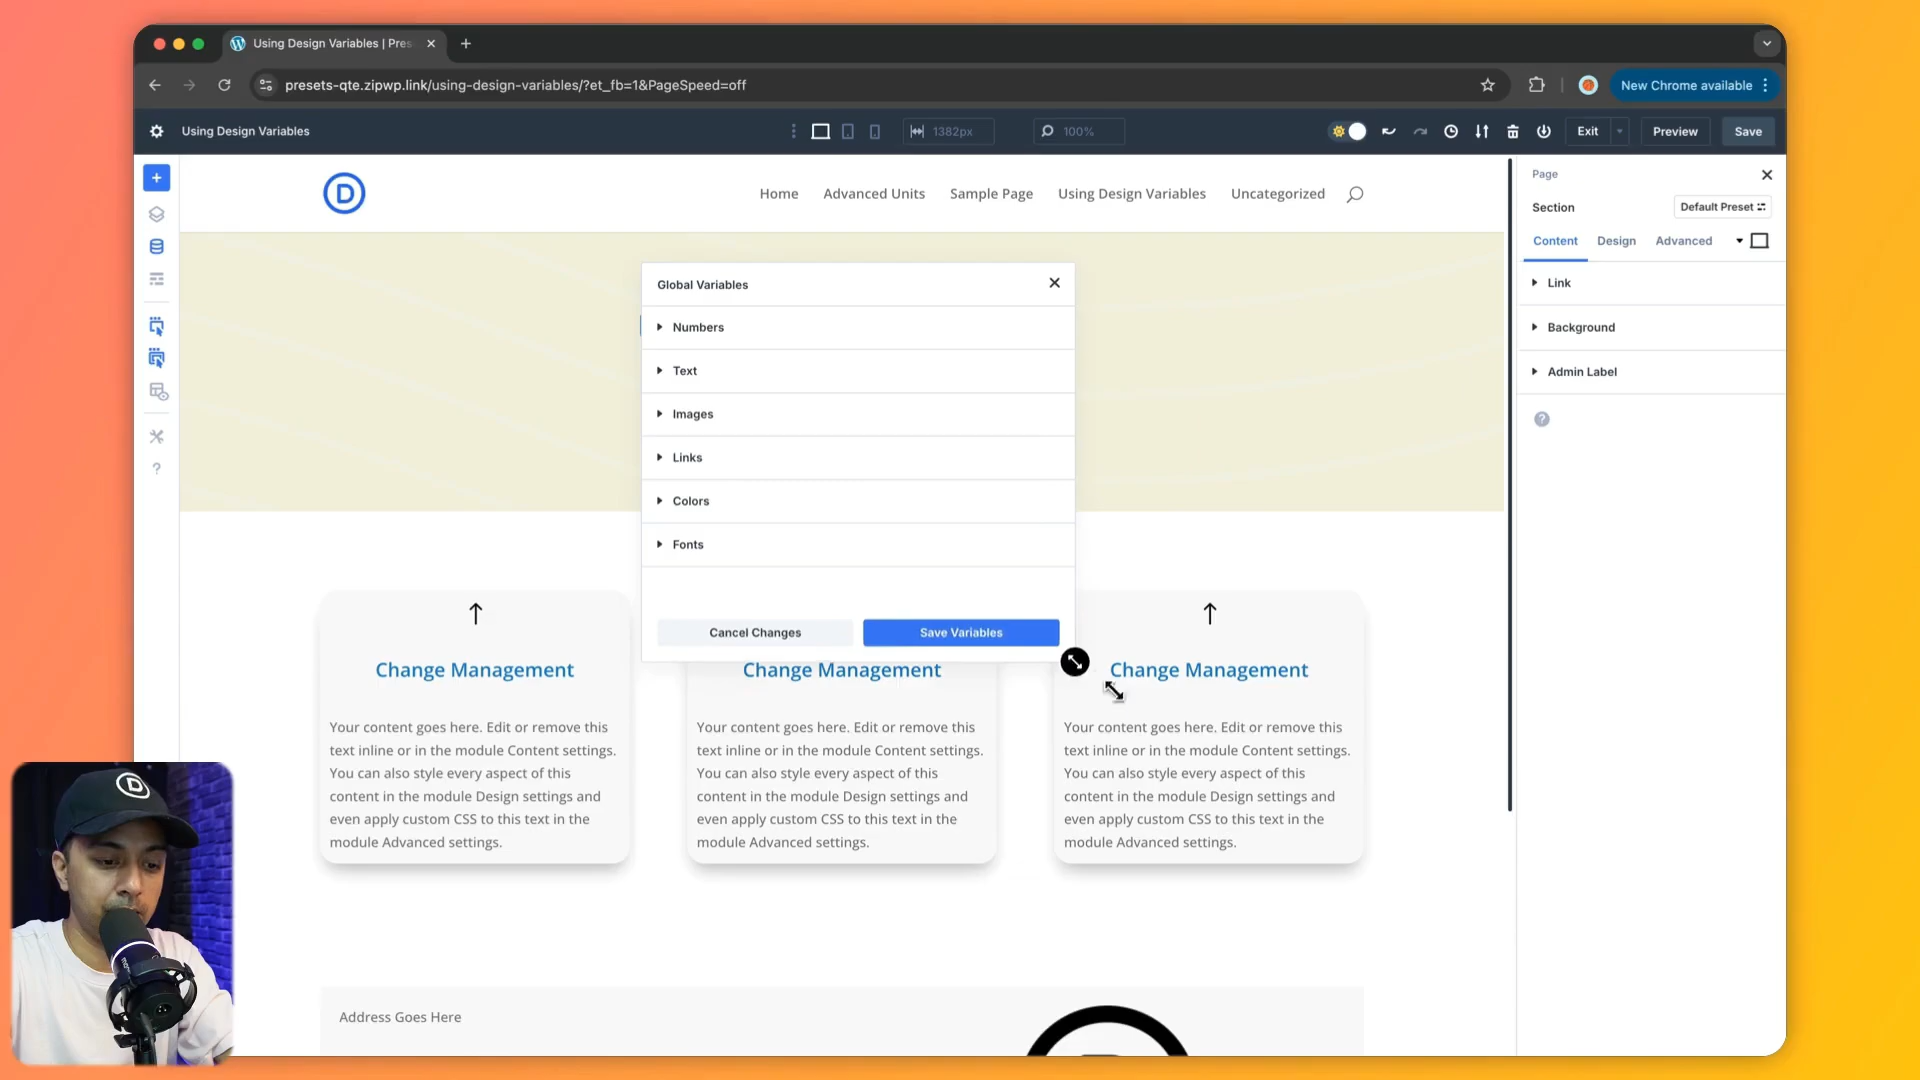 Using Design Variables | Pres
presets-qte.zipwp.link/using-design-variables/?et_fb=1&PageSpeed=off
New Chrome available
Using Design Variables
1382px
100%
Exit
Preview
Save
D
Home
Advanced Units
Sample Page
Using Design Variables
Uncategorized
Page
Section
Default Preset
Content
Design
Advanced
Link
Background
Admin Label
Global Variables
Numbers
Text
Images
Links
Colors
Fonts
Cancel Changes
Save Variables
Change Management
Your content goes here. Edit or remove this
text inline or in the module Content settings.
You can also style every aspect of this
content in the module Design settings and
even apply custom CSS to this text in the
module Advanced settings.
Change Management
Your content goes here. Edit or remove this
text inline or in the module Content settings.
You can also style every aspect of this
content in the module Design settings and
even apply custom CSS to this text in the
module Advanced settings.
Change Management
Your content goes here. Edit or remove this
text inline or in the module Content settings.
You can also style every aspect of this
content in the module Design settings and
even apply custom CSS to this text in the
module Advanced settings.
Address Goes Here
D